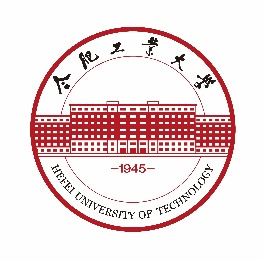 合肥工业大学
-1945-
HEFEI UNIVERSITY OF TECHNOLOGY